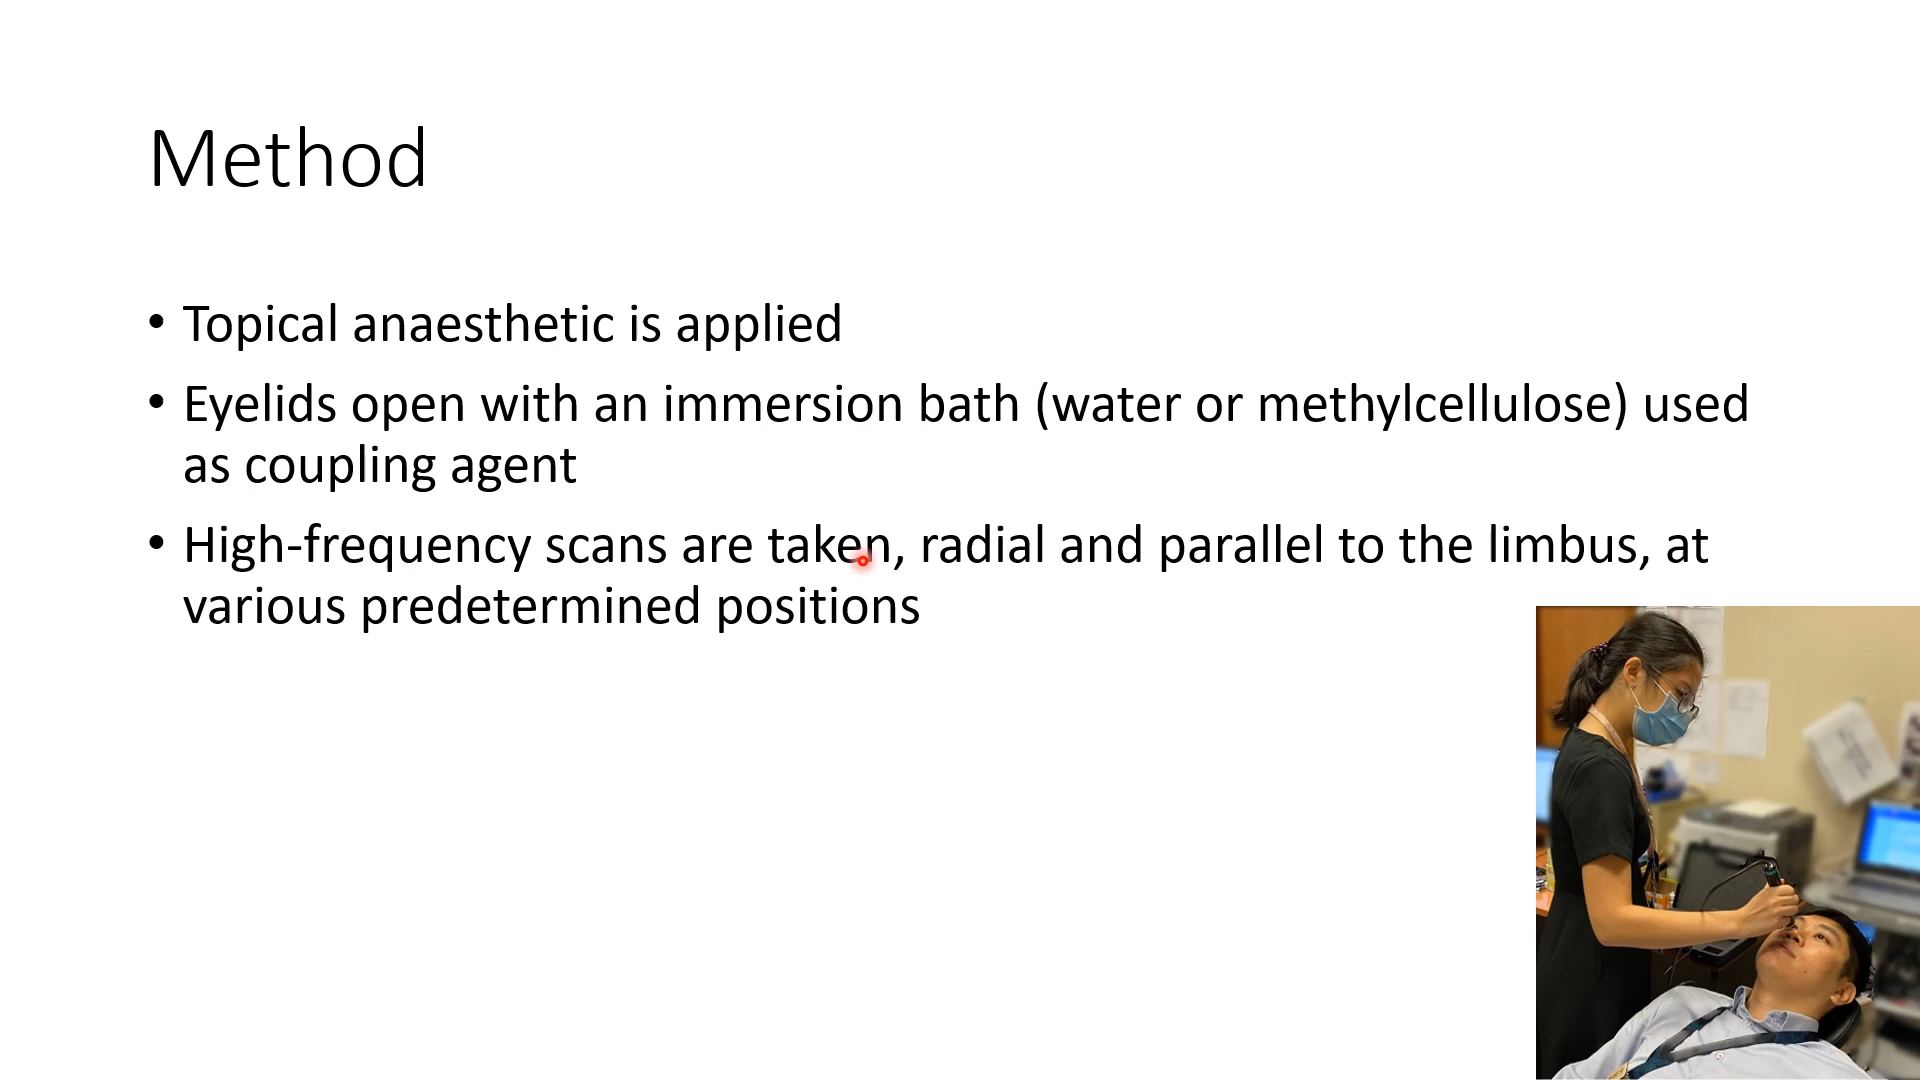 Method
• Topical anaesthetic is applied
• Eyelids open with an immersion bath (water or methylcellulose) used
as coupling agent
• High-frequency scans are taken, radial and parallel to the limbus, at
various predetermined positions